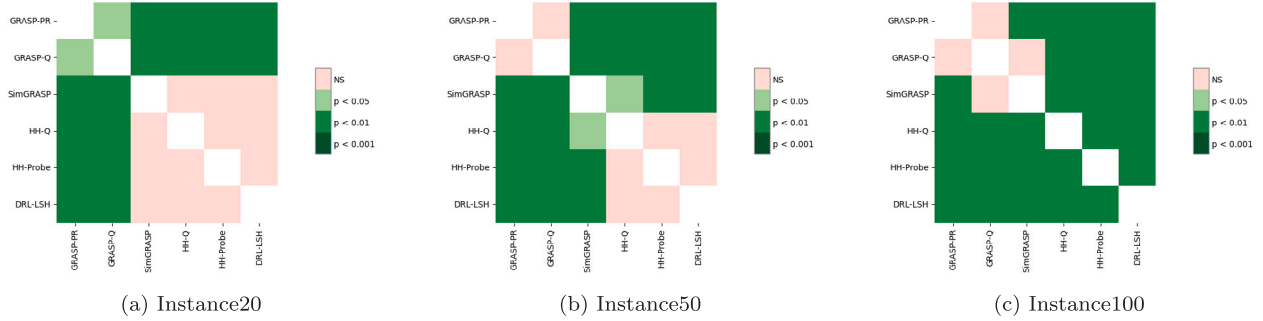 GRASP-PR
GRASP-Q
SimGRASP
HH-Q
HH-Probe
DRL-LSH
GRASP-PR
GRASP-Q
SimGRASP
HH-Q
HH-Probe
DRL-LSH
NS
p < 0.05
p < 0.01
p < 0.001
(a) Instance20
GRASP-PR
GRASP-Q
SimGRASP
HH-Q
HH-Probe
DRL-LSH
GRASP-PR
GRASP-Q
SimGRASP
HH-Q
HH-Probe
DRL-LSH
NS
p < 0.05
p < 0.01
p < 0.001
(b) Instance50
GRASP-PR
GRASP-Q
SimGRASP
HH-Q
HH-Probe
DRL-LSH
GRASP-PR
GRASP-Q
SimGRASP
HH-Q
HH-Probe
DRL-LSH
NS
p < 0.05
p < 0.01
p < 0.001
(c) Instance100